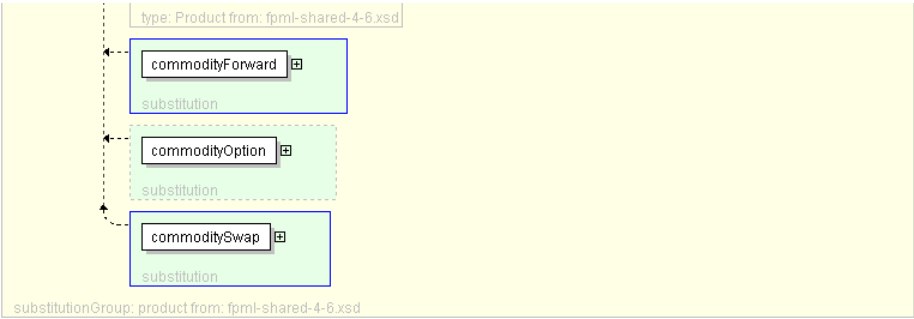 type: Product from: fpml-shared-4-6.xsd
commodityForward
substitution
commodityOption
substitution
commoditySwap
substitution
substitutionGroup: product from: fpml-shared-4-6.xsd